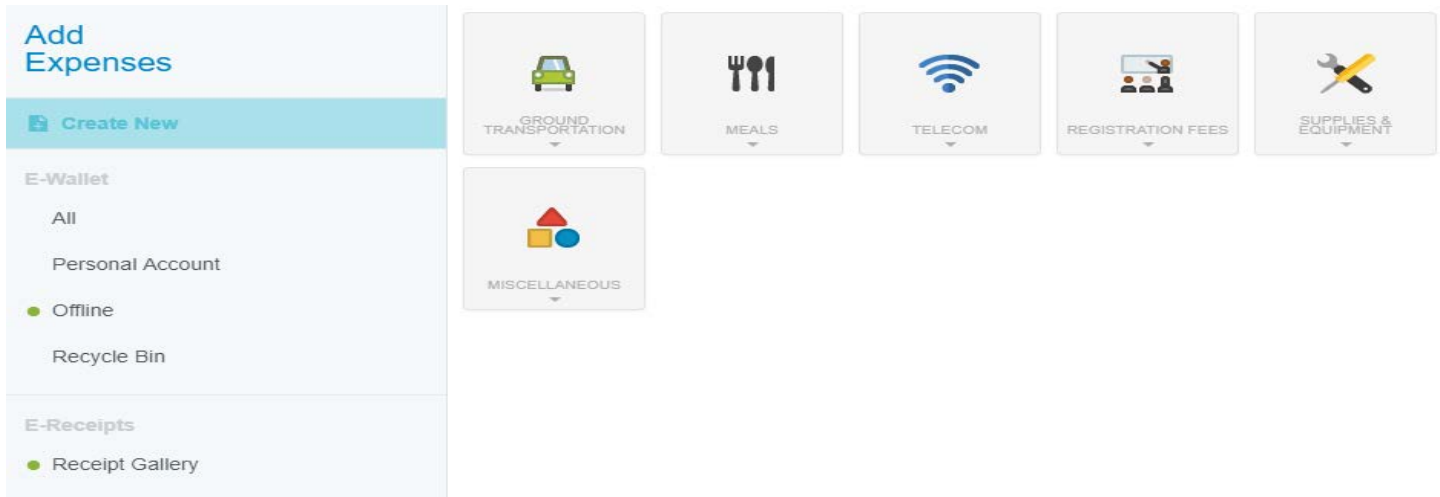 Add
Expenses
Create New
E-Wallet
All
Personal Account
Offline
Recycle Bin
E-Receipts
Receipt Gallery
GROUND
TRANSPORTATION
MEALS
TELECOM
REGISTRATION FEES
SUPPLIES &
EQUIPMENT
MISCELLANEOUS